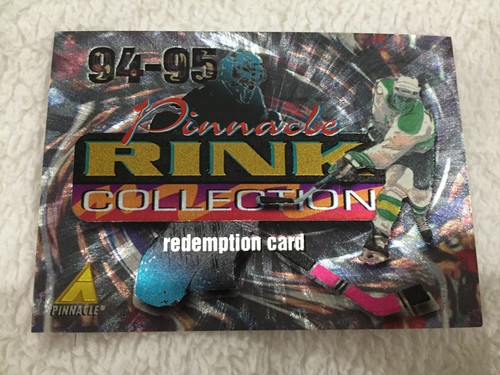 94-95
Pinnacle
RINK
COLLECTION
redemption card
PINNACLE®